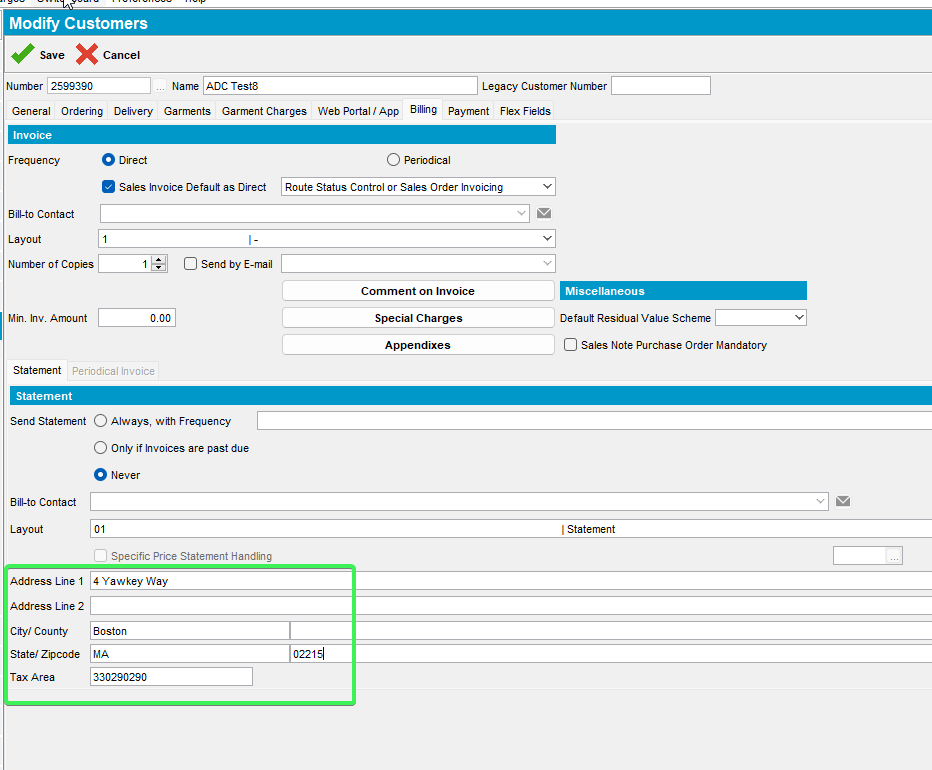 Switchboard Preferences Help
Modify Customers
Save Cancel
Number 2599390 ... Name ADC Test8 Legacy Customer Number
General Ordering Delivery Garments Garment Charges Web Portal / App Billing Payment Flex Fields
Invoice
Frequency Direct Periodical
Sales Invoice Default as Direct Route Status Control or Sales Order Invoicing
Bill-to Contact
Layout 1 | -
Number of Copies 1 Send by E-mail
Comment on Invoice Miscellaneous
Min. Inv. Amount 0.00 Special Charges Default Residual Value Scheme
Appendixes Sales Note Purchase Order Mandatory
Statement Periodical Invoice
Statement
Send Statement Always, with Frequency
Only if Invoices are past due
Never
Bill-to Contact
Layout 01 | Statement
Specific Price Statement Handling ...
Address Line 1 4 Yawkey Way
Address Line 2
City/ County Boston
State/ Zipcode MA 02215
Tax Area 330290290